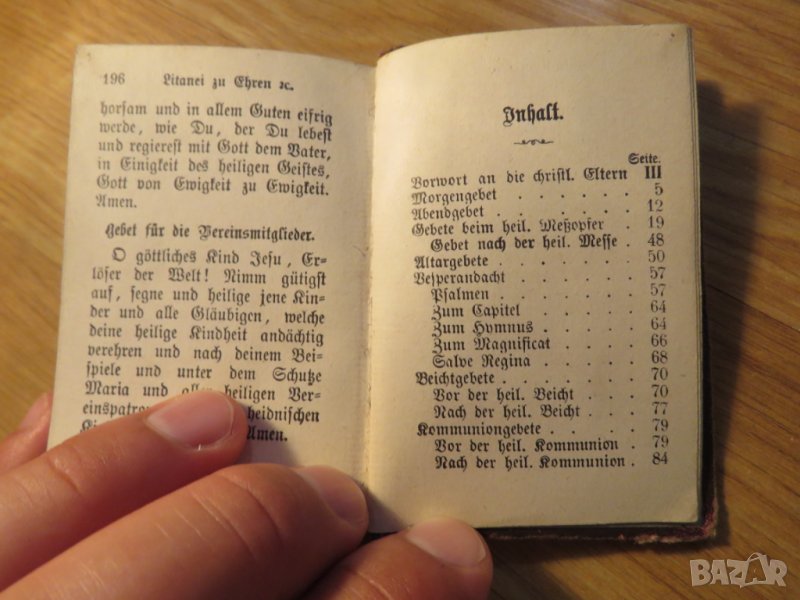 196 Litanei zu Ehren ꝛc.
horsam und in allem Guten eifrig
werde, wie Du, der Du lebest
und regierest mit Gott dem Vater,
in Einigkeit des heiligen Geistes,
Gott von Ewigkeit zu Ewigkeit.
Amen.
Gebet für die Vereinsmitglieder.
O göttliches Kind Jesu, Er-
löser der Welt! Nimm gütigst
auf, segne und heilige jene Kin-
der und alle Gläubigen, welche
deine heilige Kindheit andächtig
verehren und nach deinem Bei-
spiele und unter dem Schutze
Maria und aller heiligen Ver-
einspatron heidnischen
Amen.
Inhalt.
Seite.
Vorwort an die christl. Eltern III
Morgengebet . . . . . . 5
Abendgebet . . . . . . 12
Gebete beim heil. Meßopfer . 19
Gebet nach der heil. Messe . 48
Altargebete . . . . . . 50
Vesperandacht . . . . . 57
Psalmen . . . . . . 57
Zum Capitel . . . . . 64
Zum Hymnus . . . . . 64
Zum Magnificat . . . . 66
Salve Regina . . . . . 68
Beichtgebete . . . . . . 70
Vor der heil. Beicht . . . 70
Nach der heil. Beicht . . 77
Kommuniongebete . . . . 79
Vor der heil. Kommunion . 79
Nach der heil. Kommunion . 84
BAZAR